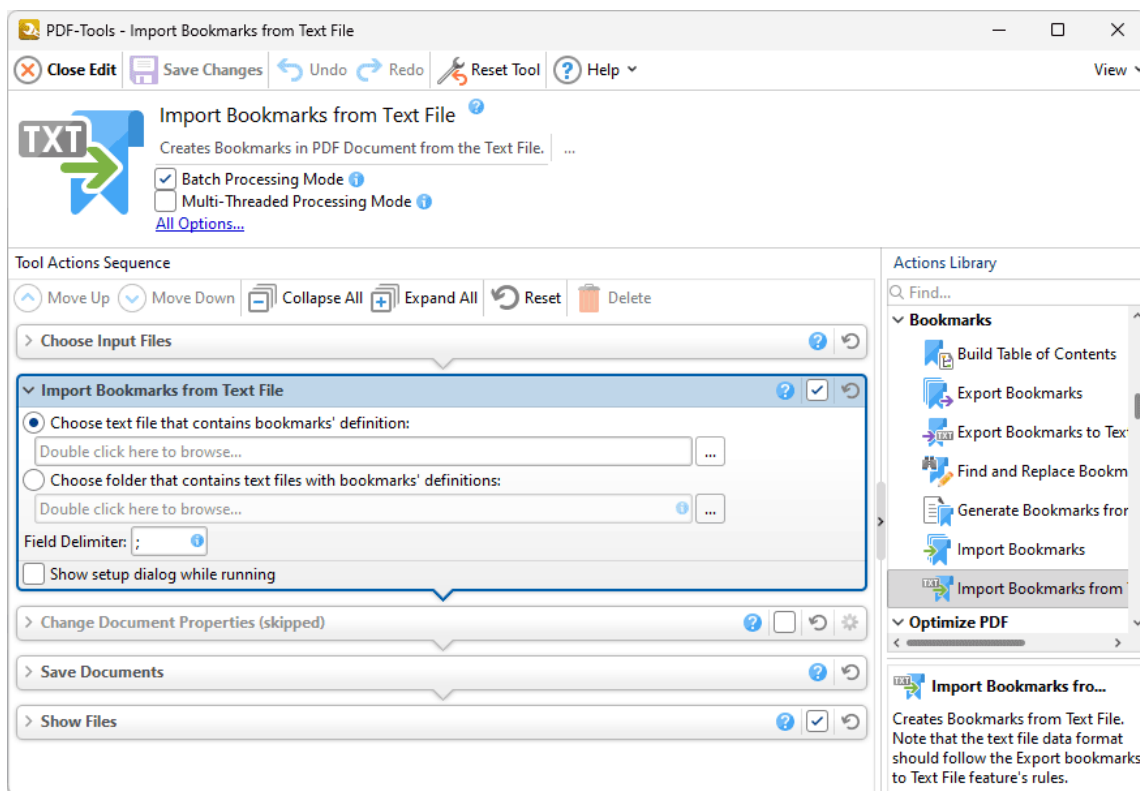 PDF-Tools - Import Bookmarks from Text File
Close Edit Save Changes Undo Redo Reset Tool ? Help View
TXT
Import Bookmarks from Text File ?
Creates Bookmarks in PDF Document from the Text File. ...
Batch Processing Mode i
Multi-Threaded Processing Mode i
All Options...
Tool Actions Sequence
Move Up Move Down Collapse All Expand All Reset Delete
Choose Input Files ?
Import Bookmarks from Text File ?
Choose text file that contains bookmarks' definition:
Double click here to browse... ...
Choose folder that contains text files with bookmarks' definitions:
Double click here to browse... i ...
Field Delimiter: ; i
Show setup dialog while running
Change Document Properties (skipped) ?
Save Documents ?
Show Files ?
Actions Library
Find...
Bookmarks
Build Table of Contents
Export Bookmarks
TXT Export Bookmarks to Tex
Find and Replace Bookm
Generate Bookmarks fror
Import Bookmarks
TXT Import Bookmarks from
Optimize PDF
TXT Import Bookmarks fro...
Creates Bookmarks from Text File.
Note that the text file data format
should follow the Export bookmarks
to Text File feature's rules.